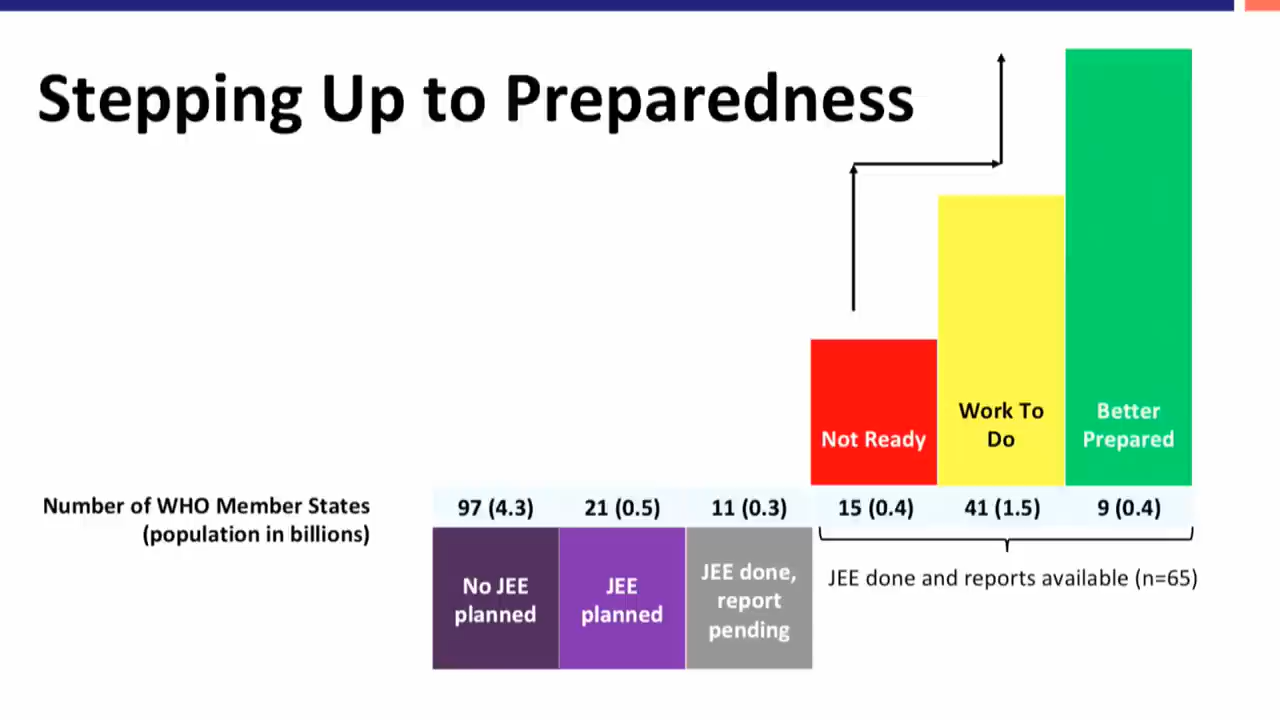 Stepping Up to Preparedness
Not Ready
Work To
Do
Better
Prepared
Number of WHO Member States
(population in billions)
97 (4.3)
21 (0.5)
11 (0.3)
15 (0.4)
41 (1.5)
9 (0.4)
No JEE
planned
JEE
planned
JEE done,
report
pending
JEE done and reports available (n=65)